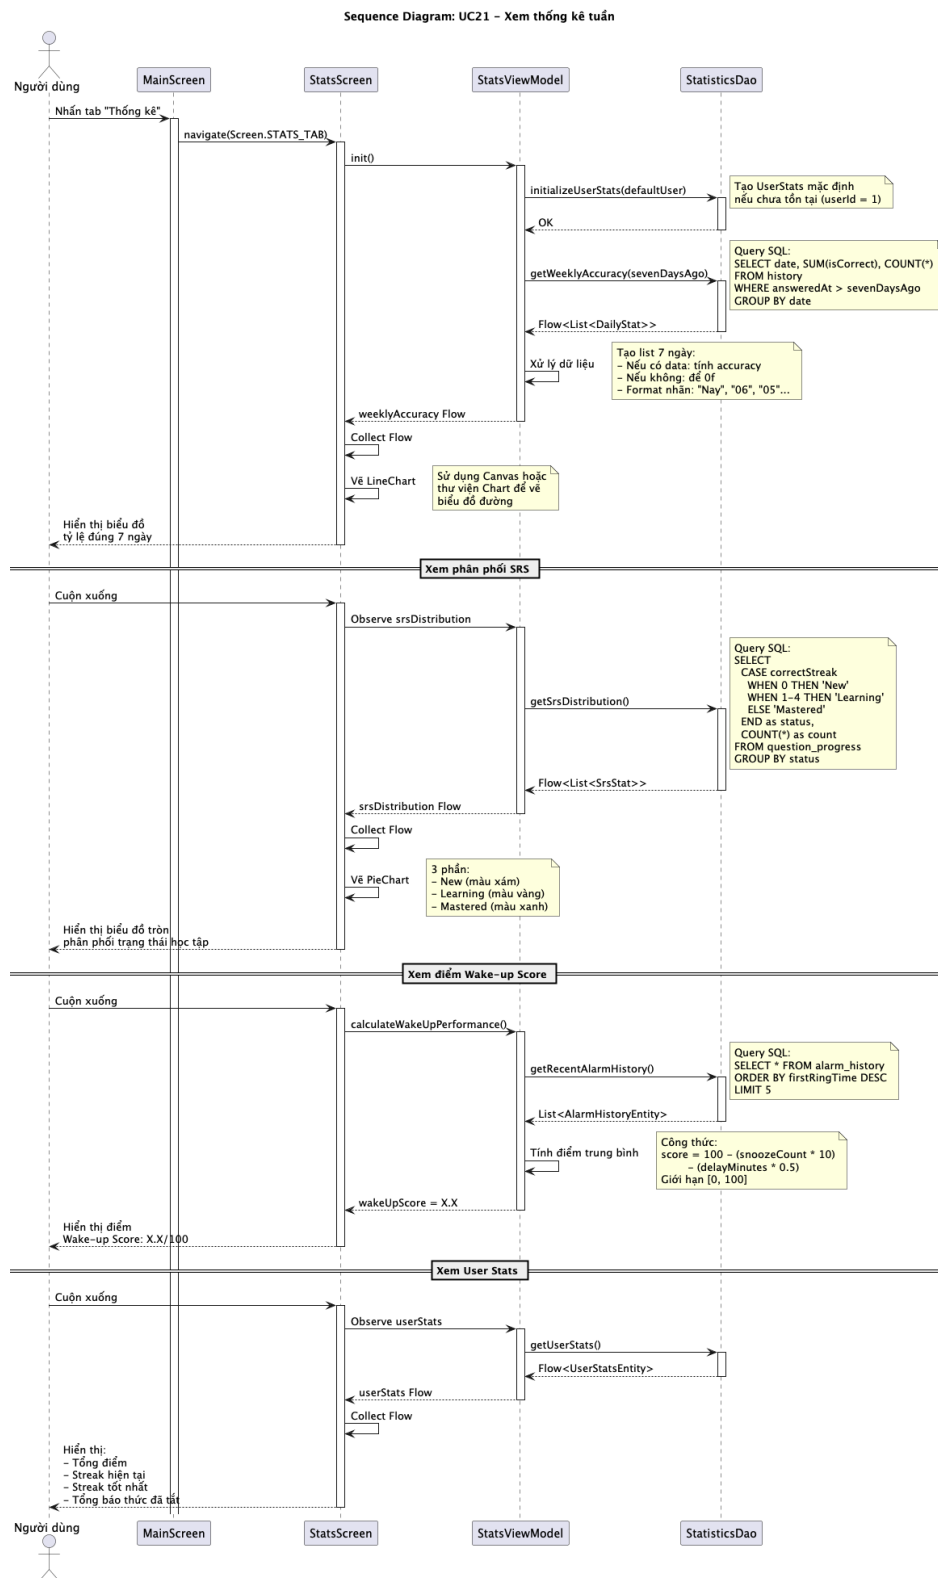 Sequence Diagram: UC21 - Xem thống kê tuần
Người dùng
MainScreen
StatsScreen
StatsViewModel
StatisticsDao
Nhấn tab "Thống kê"
navigate(Screen.STATS_TAB)
init()
initializeUserStats(defaultUser)
Tạo UserStats mặc định
nếu chưa tồn tại (userId = 1)
OK
Query SQL:
SELECT date, SUM(isCorrect), COUNT(*)
FROM history
WHERE answeredAt > sevenDaysAgo
GROUP BY date
getWeeklyAccuracy(sevenDaysAgo)
Flow<List<DailyStat>>
Xử lý dữ liệu
Tạo list 7 ngày:
- Nếu có data: tính accuracy
- Nếu không: để 0f
- Format nhãn: "Nay", "06", "05"...
weeklyAccuracy Flow
Collect Flow
Vẽ LineChart
Sử dụng Canvas hoặc
thư viện Chart để vẽ
biểu đồ đường
Hiển thị biểu đồ
tỷ lệ đúng 7 ngày
Xem phân phối SRS
Cuộn xuống
Observe srsDistribution
Query SQL:
SELECT
CASE correctStreak
WHEN 0 THEN 'New'
WHEN 1-4 THEN 'Learning'
ELSE 'Mastered'
END as status,
COUNT(*) as count
FROM question_progress
GROUP BY status
getSrsDistribution()
Flow<List<SrsStat>>
srsDistribution Flow
Collect Flow
Vẽ PieChart
3 phần:
- New (màu xám)
- Learning (màu vàng)
- Mastered (màu xanh)
Hiển thị biểu đồ tròn
phân phối trạng thái học tập
Xem điểm Wake-up Score
Cuộn xuống
calculateWakeUpPerformance()
getRecentAlarmHistory()
Query SQL:
SELECT * FROM alarm_history
ORDER BY firstRingTime DESC
LIMIT 5
List<AlarmHistoryEntity>
Tính điểm trung bình
Công thức:
score = 100 - (snoozeCount * 10)
- (delayMinutes * 0.5)
Giới hạn [0, 100]
wakeUpScore = X.X
Hiển thị điểm
Wake-up Score: X.X/100
Xem User Stats
Cuộn xuống
Observe userStats
getUserStats()
Flow<UserStatsEntity>
userStats Flow
Collect Flow
Hiển thị:
- Tổng điểm
- Streak hiện tại
- Streak tốt nhất
- Tổng báo thức đã tắt
Người dùng
MainScreen
StatsScreen
StatsViewModel
StatisticsDao